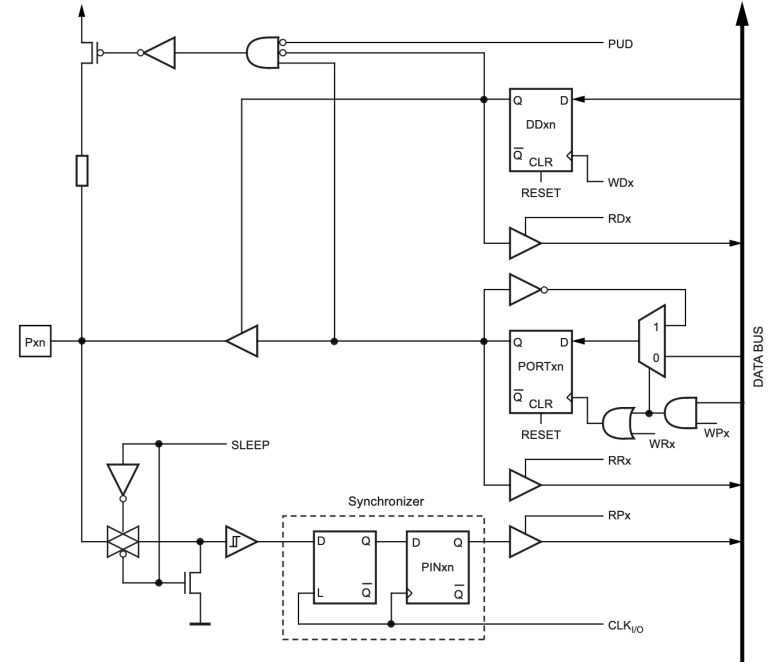 PUD
Q D
DDxn
Q CLR
WDx
RESET
RDx
Pxn
1
Q D
0
PORTxn
DATA BUS
Q CLR
RESET
WRx
WPx
SLEEP
RRx
Synchronizer
RPx
D Q
D Q
PINxn
L Q
Q
CLKI/O